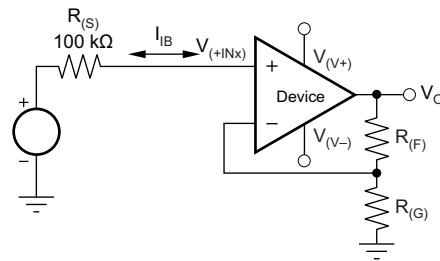 R(S)
100 kΩ
IIB
V(+INx)
+
−
+
−
Device
V(V+)
V(V–)
VO
R(F)
R(G)